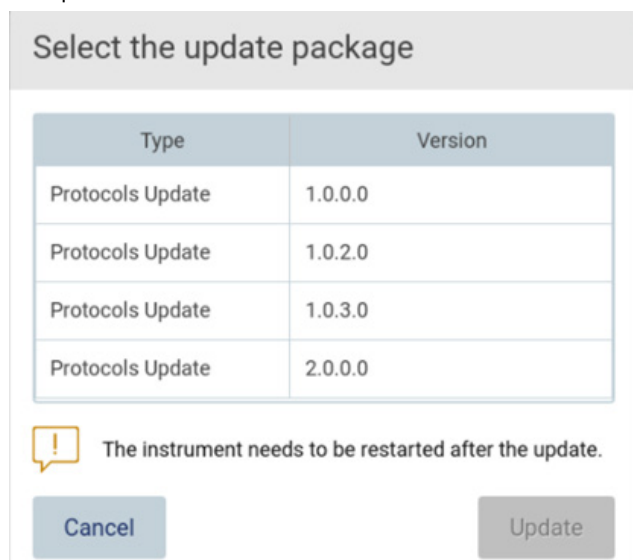 Select the update package
Type Version
Protocols Update 1.0.0.0
Protocols Update 1.0.2.0
Protocols Update 1.0.3.0
Protocols Update 2.0.0.0
! The instrument needs to be restarted after the update.
Cancel Update